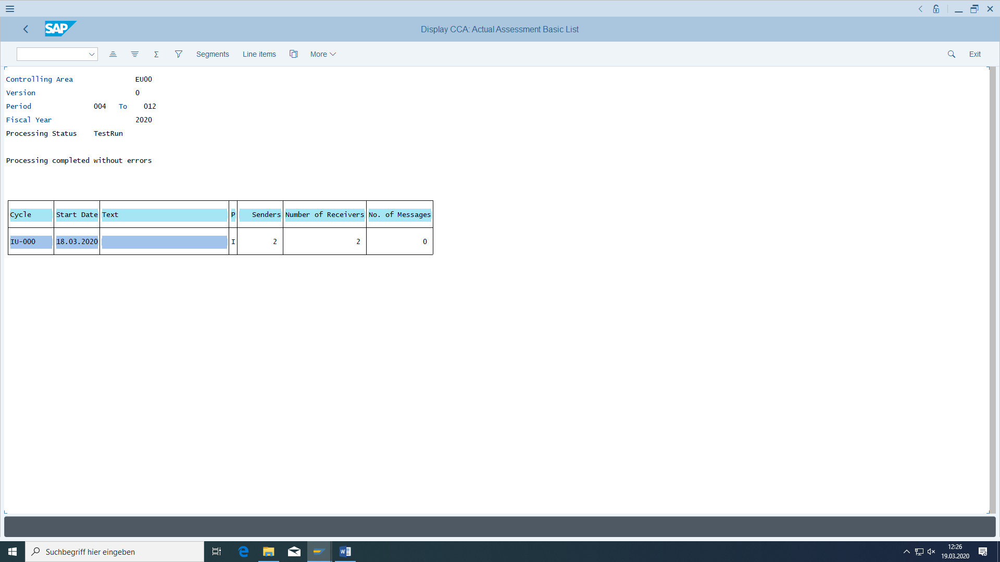 SAP
Display CCA: Actual Assessment Basic List
Σ Segments Line items More Exit
Controlling Area EU00
Version 0
Period 004 To 012
Fiscal Year 2020
Processing Status TestRun
Processing completed without errors
Cycle Start Date Text P Senders Number of Receivers No. of Messages
IU-000 18.03.2020 I 2 2 0
Suchbegriff hier eingeben
12:26
19.03.2020